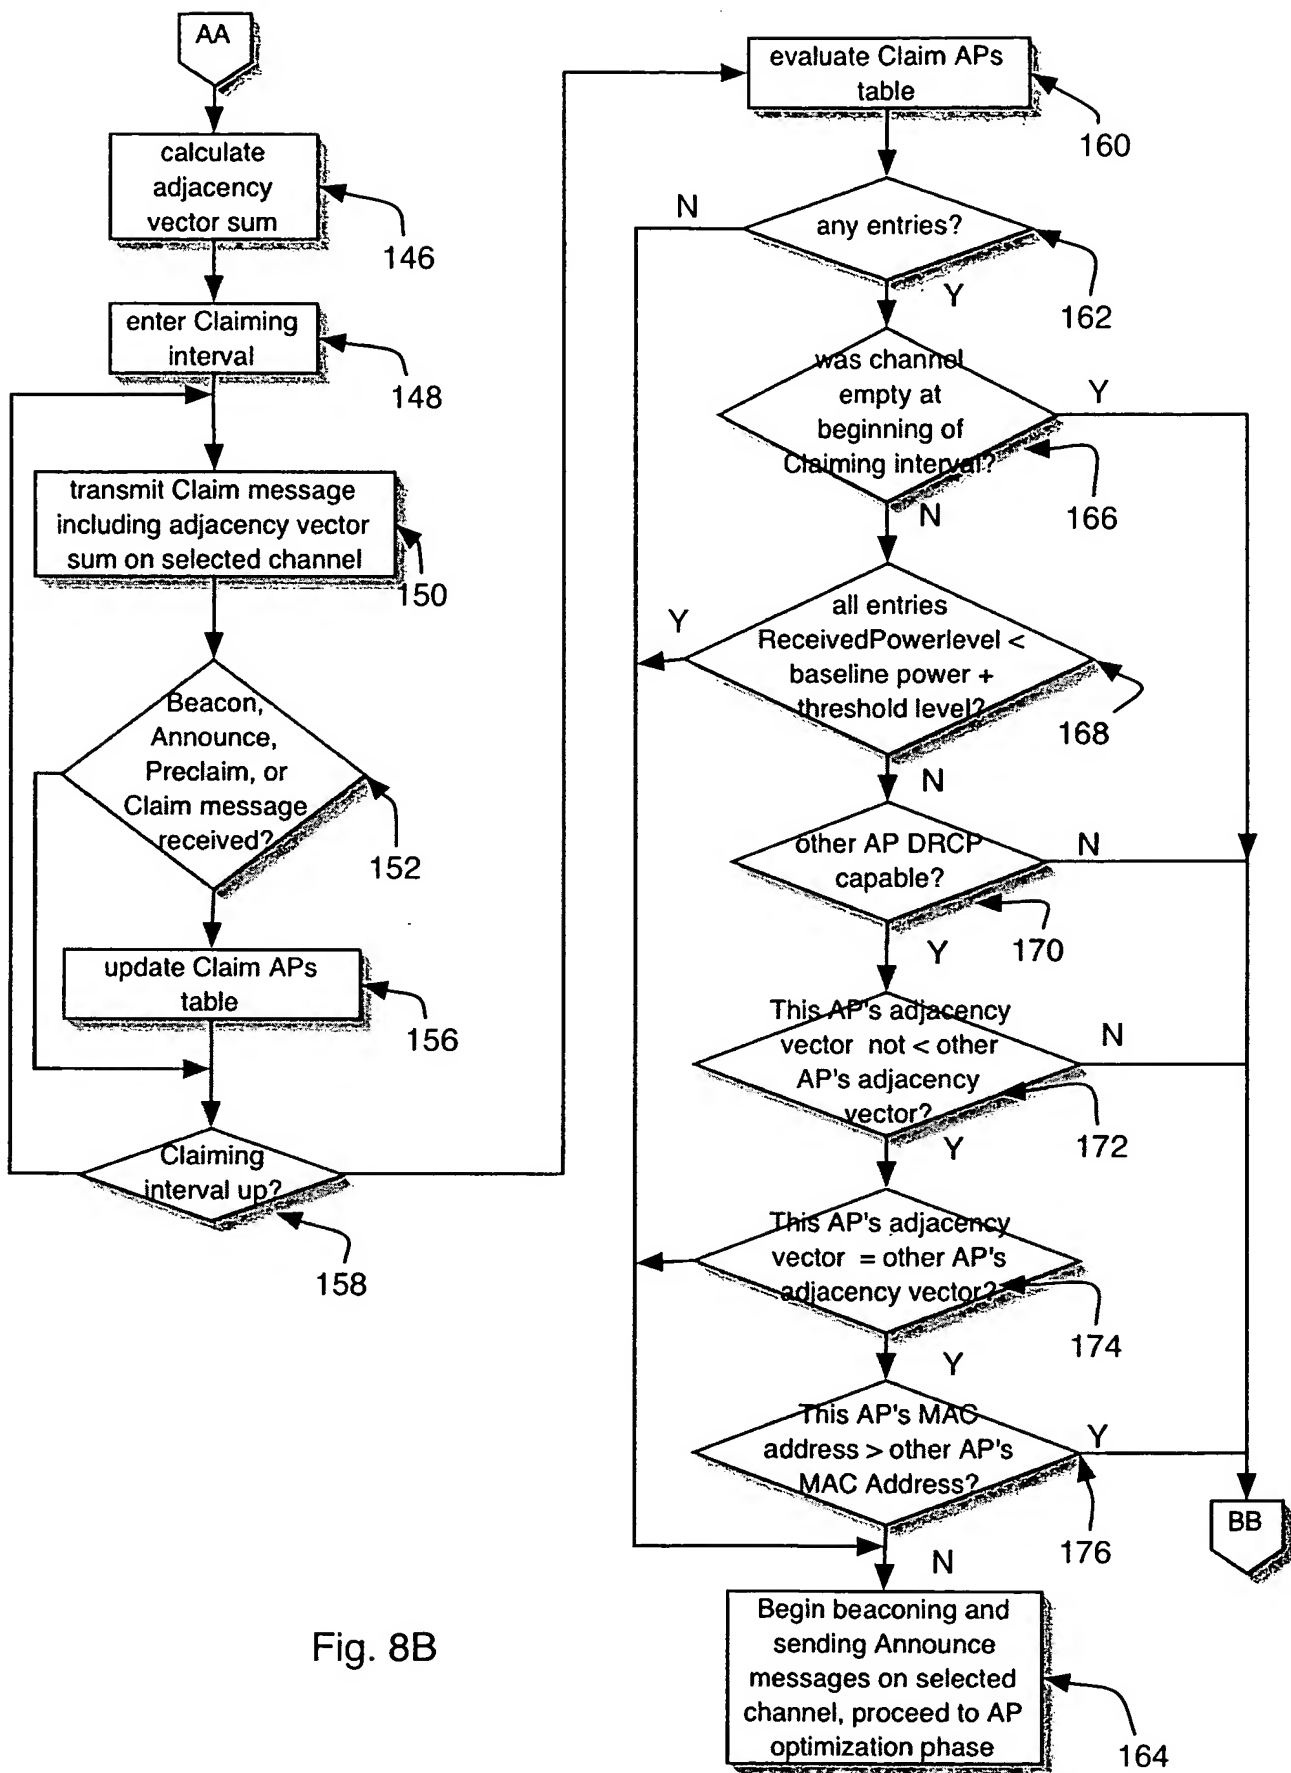 AA
calculate
adjacency
vector sum
146
enter Claiming
interval
148
transmit Claim message
including adjacency vector
sum on selected channel
150
Beacon,
Announce,
Preclaim, or
Claim message
received?
152
update Claim APs
table
156
Claiming
interval up?
158
evaluate Claim APs
table
160
N
any entries?
162
Y
was channel
empty at
beginning of
Claiming interval?
Y
166
N
all entries
ReceivedPowerlevel <
baseline power +
threshold level?
Y
168
N
other AP DRCP
capable?
N
170
Y
This AP's adjacency
vector not < other
AP's adjacency
vector?
N
172
Y
This AP's adjacency
vector = other AP's
adjacency vector?
174
Y
This AP's MAC
address > other AP's
MAC Address?
Y
176
BB
N
Begin beaconing and
sending Announce
messages on selected
channel, proceed to AP
optimization phase
164
Fig. 8B